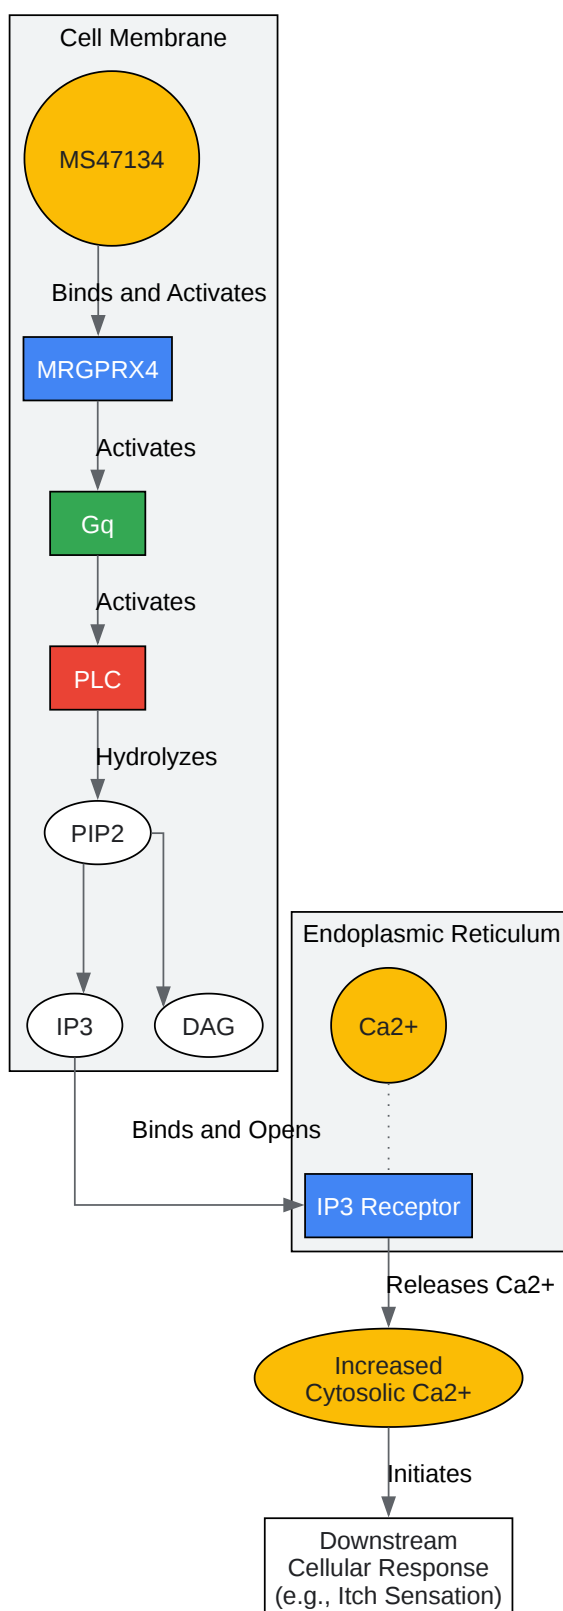 Cell Membrane
MS47134
Binds and Activates
MRGPRX4
Activates
Gq
Activates
PLC
Hydrolyzes
PIP2
IP3
DAG
Endoplasmic Reticulum
Ca2+
Binds and Opens
IP3 Receptor
Releases Ca2+
Increased
Cytosolic Ca2+
Initiates
Downstream
Cellular Response
(e.g., Itch Sensation)